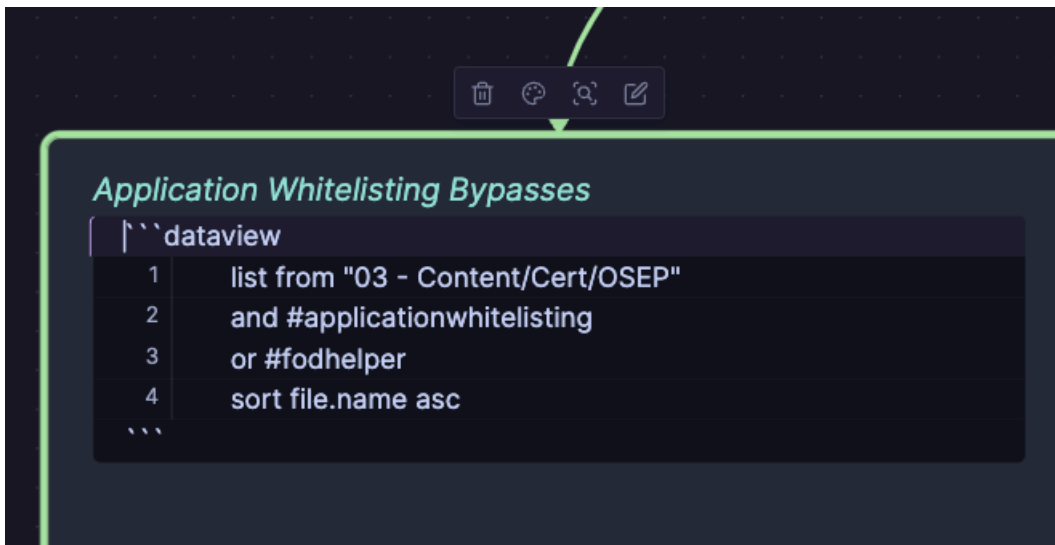 Application Whitelisting Bypasses
```dataview
1 list from "03 - Content/Cert/OSEP"
2 and #applicationwhitelisting
3 or #fodhelper
4 sort file.name asc
```